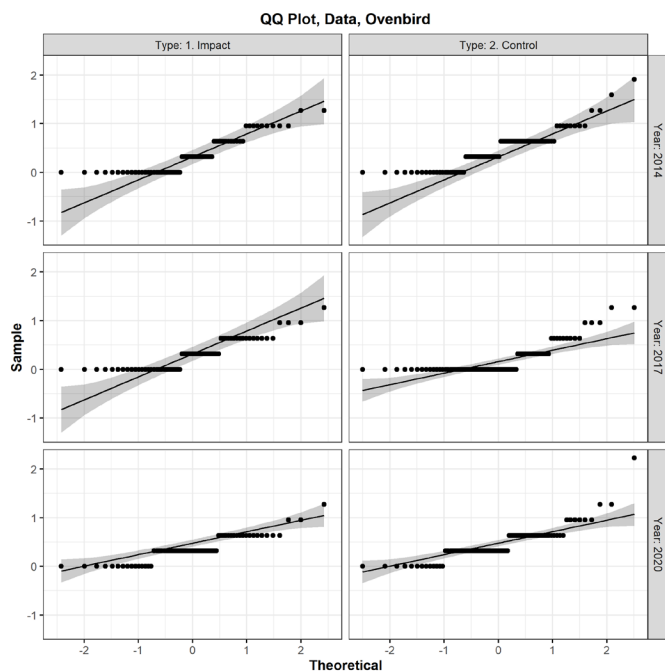 QQ Plot, Data, Ovenbird
Type: 1. Impact
Type: 2. Control
2
1
0
-1
Year: 2014
2
1
0
-1
Year: 2017
2
1
0
-1
Year: 2020
Sample
-2
-1
0
1
2
-2
-1
0
1
2
Theoretical